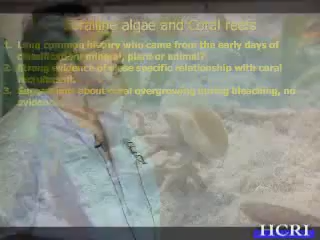 Coralline algae and Coral reefs
1. Long common history who came from the early days of
classification: mineral, plant or animal?
2. Strong evidence of close specific relationship with coral
recruitment.
3. Suggestions about coral overgrowing during bleaching, no
evidence
HCRI